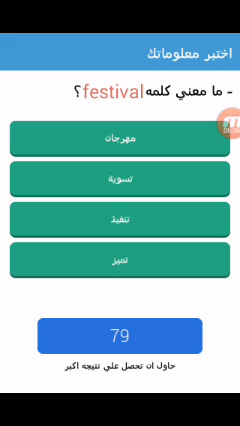 اختبر معلوماتك
- ما معني كلمه festival ؟
مهرجان
تسوية
تنفيذ
تميز
79
حاول ان تحصل علي نتيجه اكبر